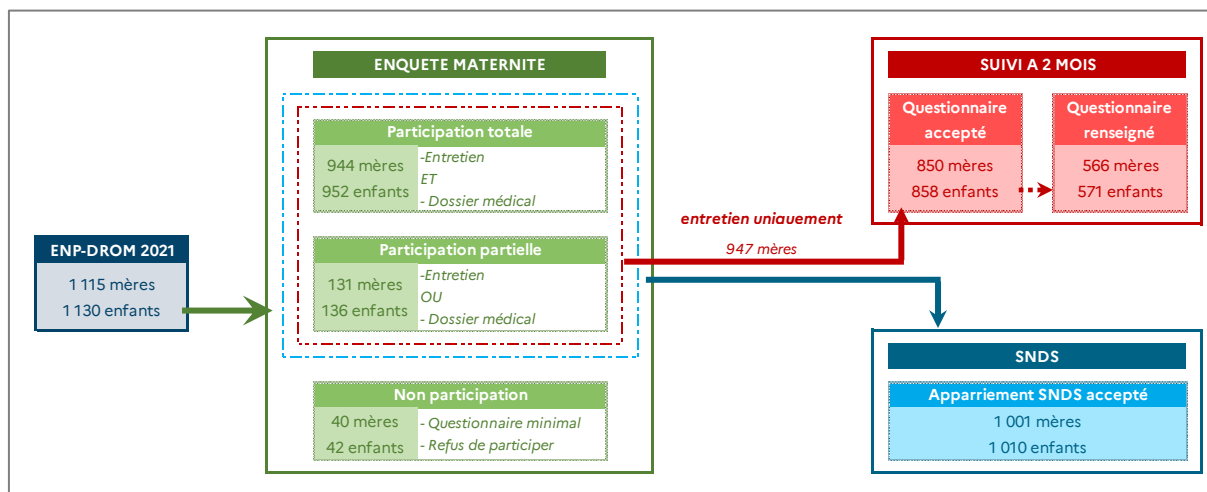 ENP-DROM 2021
1 115 mères
1 130 enfants
ENQUETE MATERNITE
Participation totale
944 mères
952 enfants
-Entretien
ET
- Dossier médical
Participation partielle
131 mères
136 enfants
-Entretien
OU
- Dossier médical
Non participation
40 mères
42 enfants
- Questionnaire minimal
- Refus de participer
entretien uniquement
947 mères
SUIVI A 2 MOIS
Questionnaire
accepté
850 mères
858 enfants
Questionnaire
renseigné
566 mères
571 enfants
SNDS
Apparriement SNDS accepté
1 001 mères
1 010 enfants